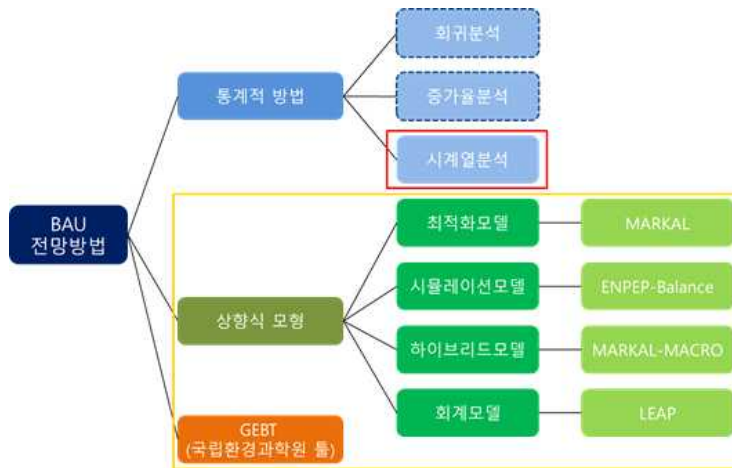 BAU
전망방법
통계적 방법
회귀분석
증가율분석
시계열분석
상향식 모형
최적화모델
MARKAL
시뮬레이션모델
ENPEP-Balance
하이브리드모델
MARKAL-MACRO
회계모델
LEAP
GEBT
(국립환경과학원 툴)